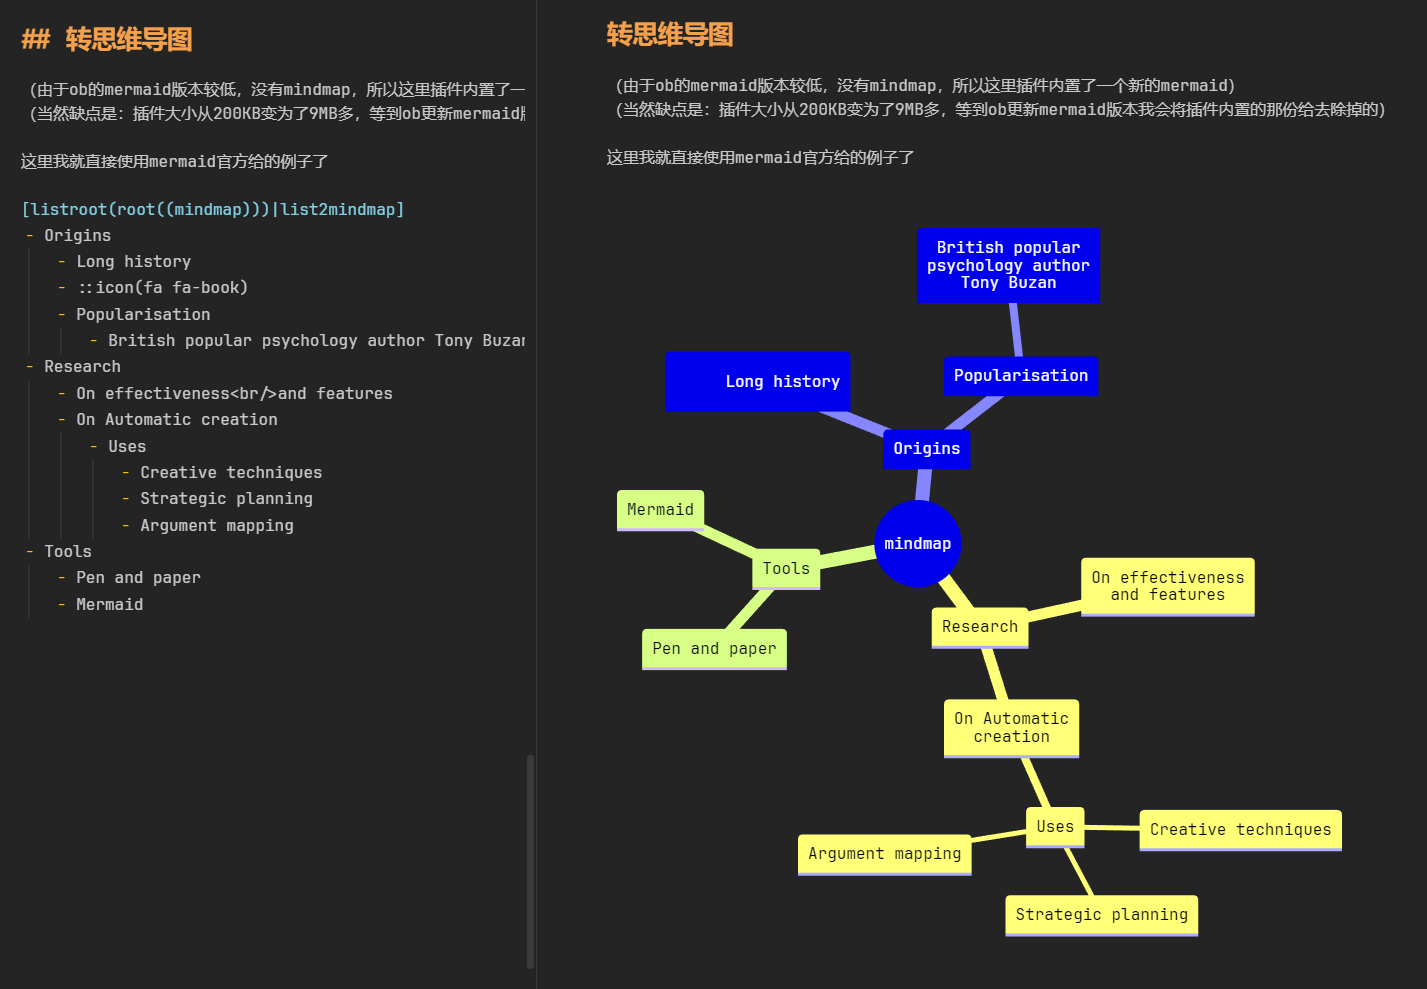 ## 转思维导图
（由于ob的mermaid版本较低，没有mindmap，所以这里插件内置了一
（当然缺点是：插件大小从200KB变为了9MB多，等到ob更新mermaid
这里我就直接使用mermaid官方给的例子了
[listroot(root((mindmap)))|list2mindmap]
- Origins
- Long history
- ::icon(fa fa-book)
- Popularisation
- British popular psychology author Tony Buzan
- Research
- On effectiveness<br/>and features
- On Automatic creation
- Uses
- Creative techniques
- Strategic planning
- Argument mapping
- Tools
- Pen and paper
- Mermaid
转思维导图
（由于ob的mermaid版本较低，没有mindmap，所以这里插件内置了一个新的mermaid）
（当然缺点是：插件大小从200KB变为了9MB多，等到ob更新mermaid版本我会将插件内置的那份给去除掉的）
这里我就直接使用mermaid官方给的例子了
British popular
psychology author
Tony Buzan
Long history
Popularisation
Origins
Mermaid
mindmap
Tools
On effectiveness
and features
Research
Pen and paper
On Automatic
creation
Uses
Creative techniques
Argument mapping
Strategic planning